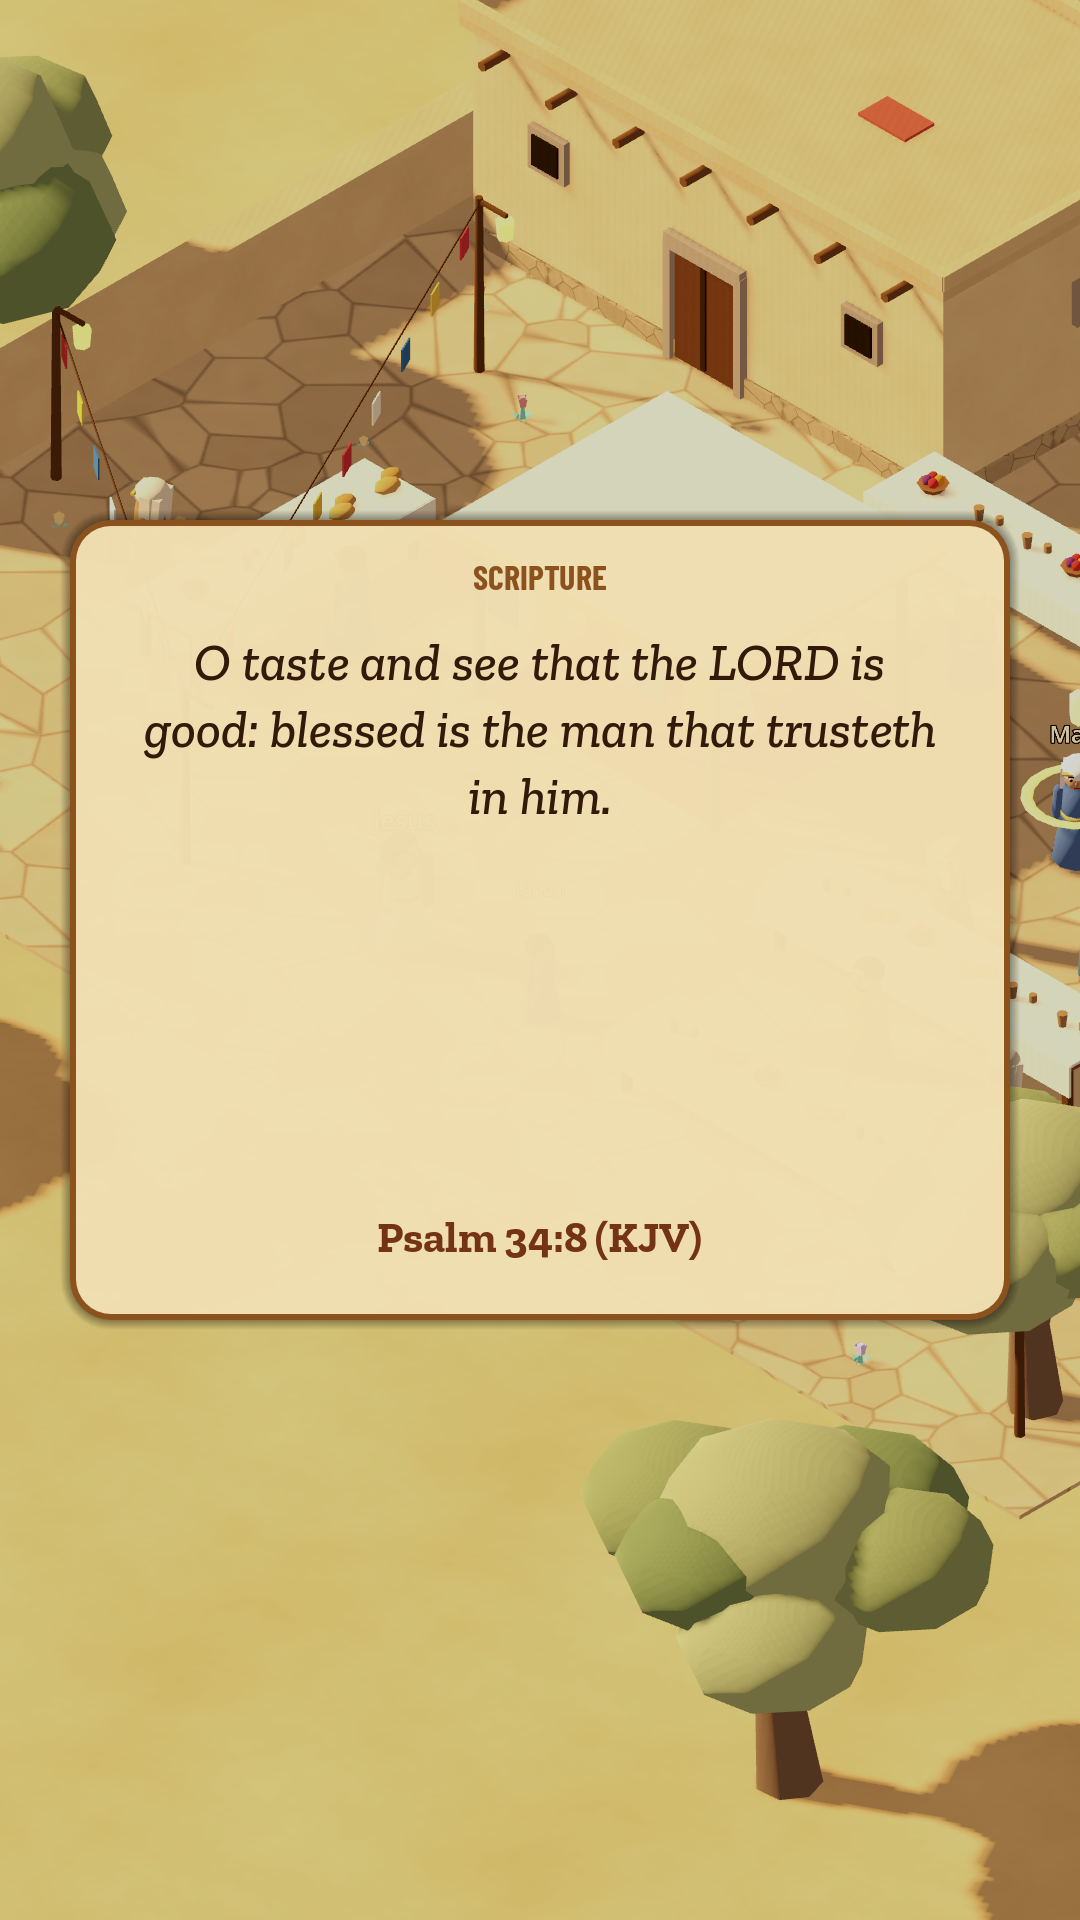 SCRIPTURE
O taste and see that the LORD is
good: blessed is the man that trusteth
in him.
Psalm 34:8 (KJV)